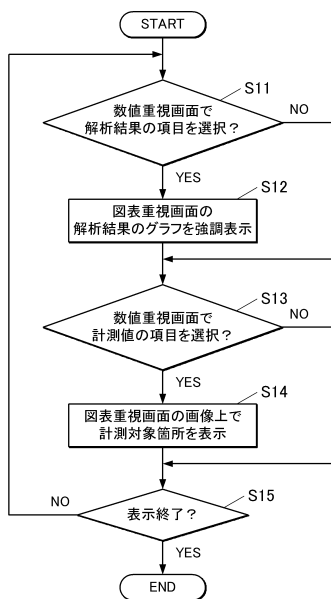 START
S11
数値重視画面で
解析結果の項目を選択？
NO
YES
S12
図表重視画面の
解析結果のグラフを強調表示
S13
数値重視画面で
計測値の項目を選択？
NO
YES
S14
図表重視画面の画像上で
計測対象箇所を表示
S15
NO
表示終了？
YES
END